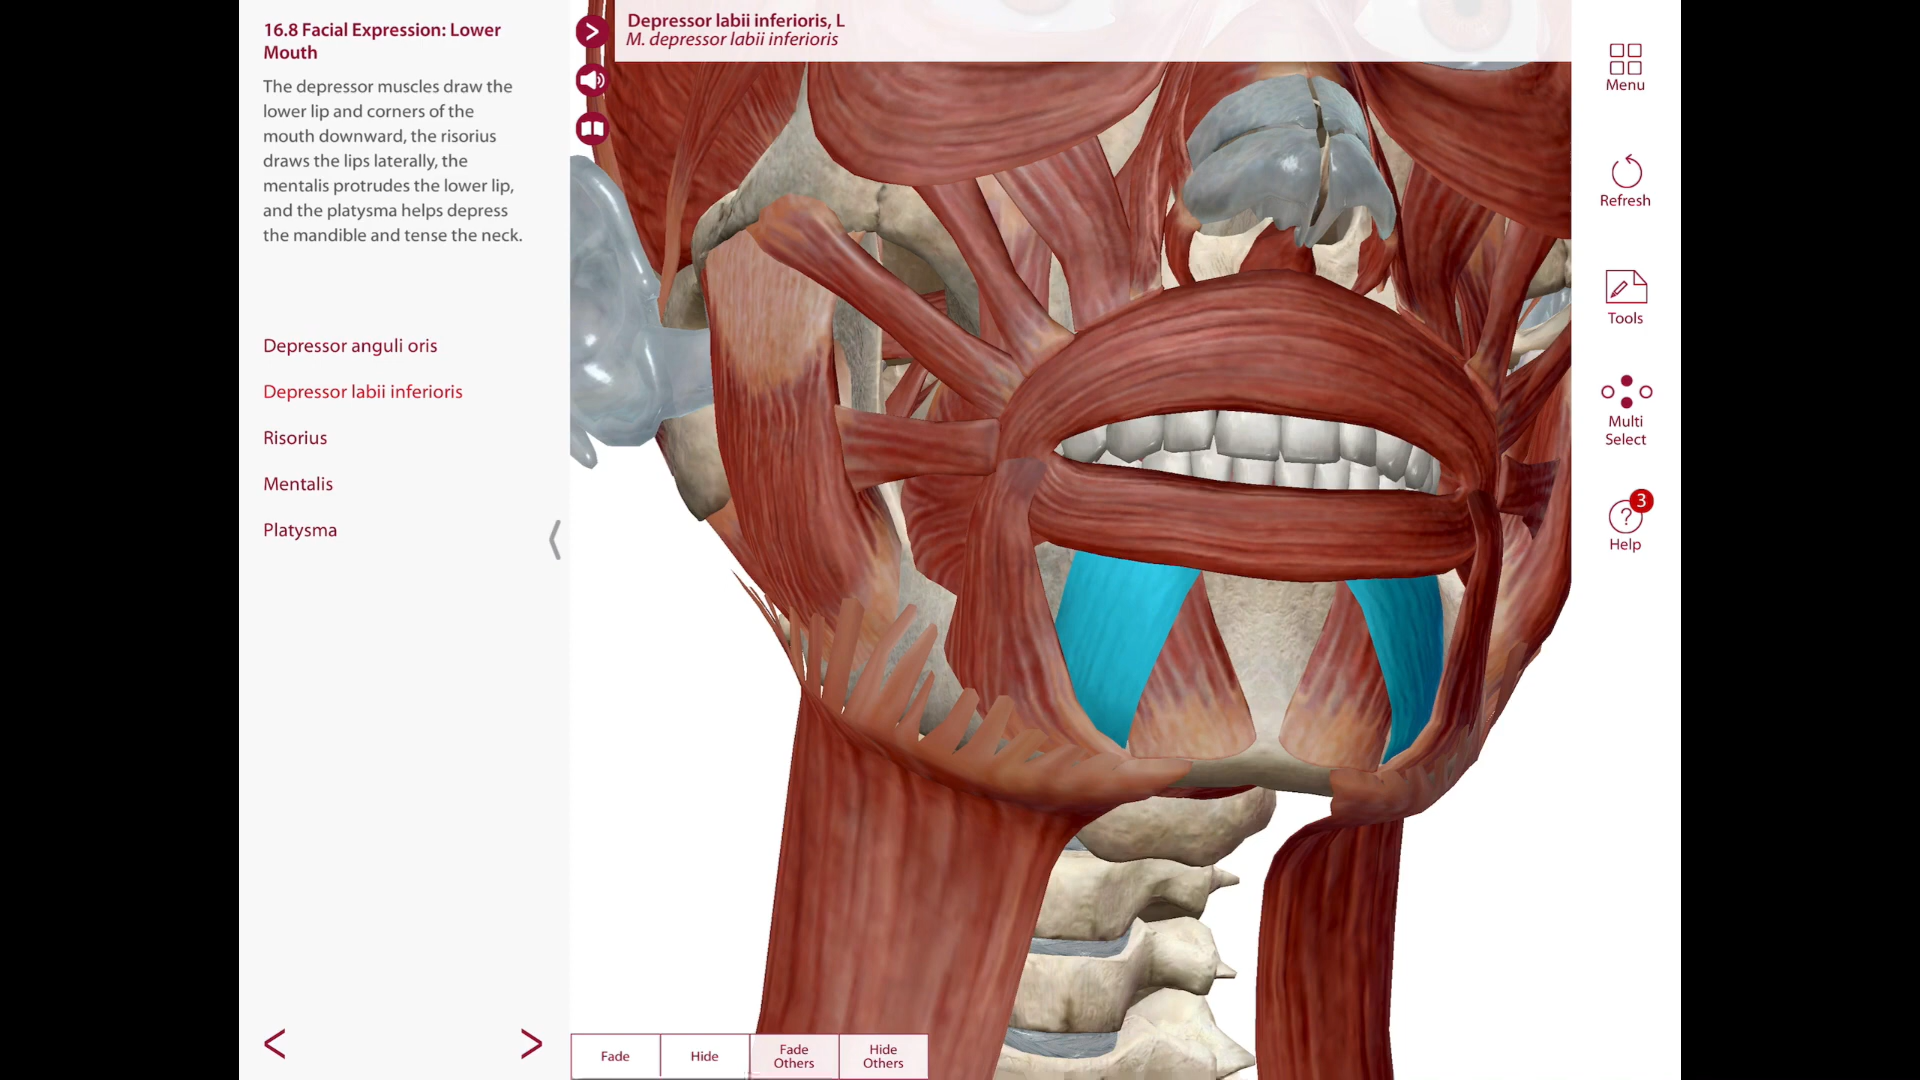 16.8 Facial Expression: Lower
Mouth
The depressor muscles draw the
lower lip and corners of the
mouth downward, the risorius
draws the lips laterally, the
mentalis protrudes the lower lip,
and the platysma helps depress
the mandible and tense the neck.
Depressor anguli oris
Depressor labii inferioris
Risorius
Mentalis
Platysma
Depressor labii inferioris, L
M. depressor labii inferioris
Fade
Hide
Fade
Others
Hide
Others
Menu
Refresh
Tools
Multi
Select
3
Help